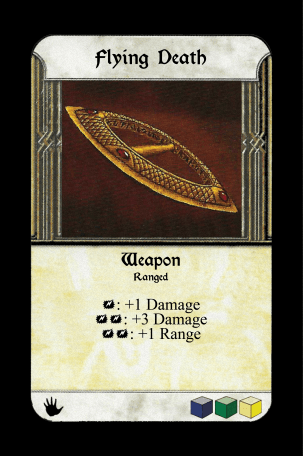 Flying Death
Weapon
Ranged
: +1 Damage
: +3 Damage
: +1 Range